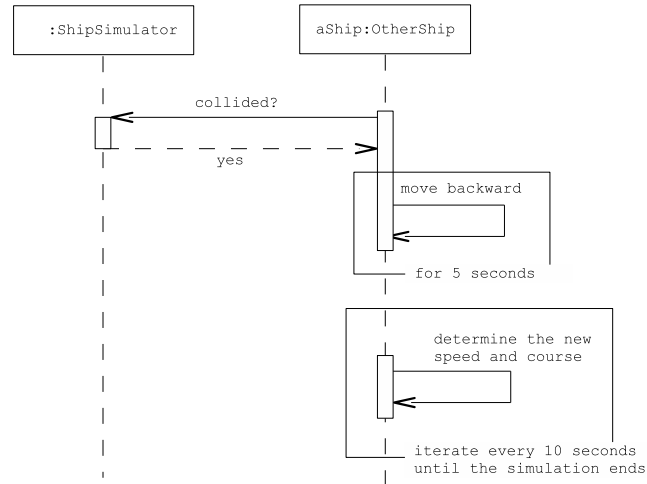 :ShipSimulator
aShip:OtherShip
collided?
yes
move backward
for 5 seconds
determine the new
speed and course
iterate every 10 seconds
until the simulation ends